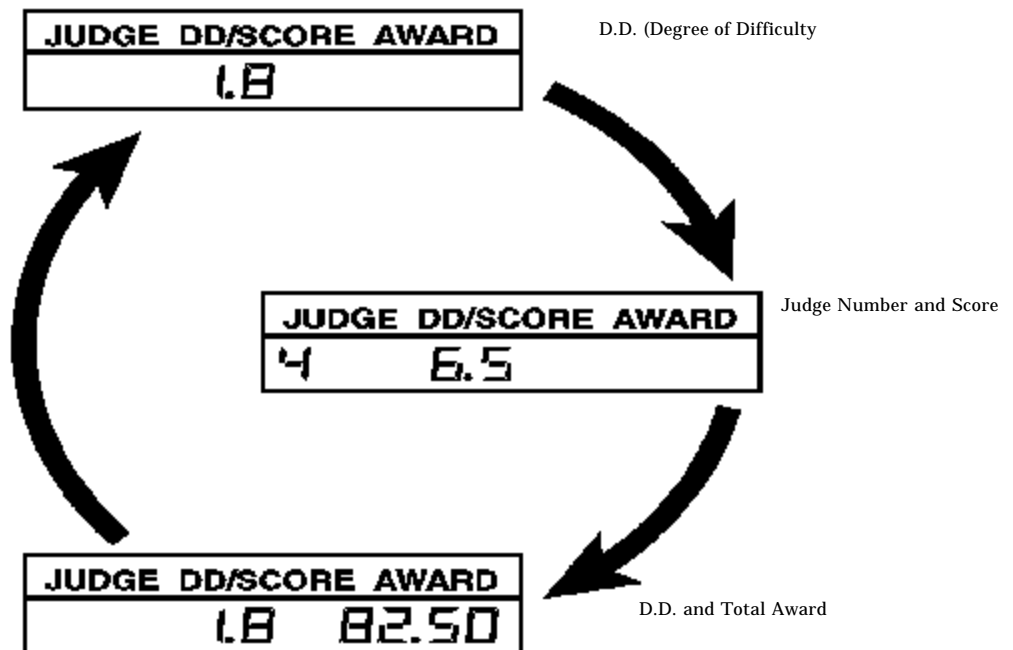 JUDGE DD/SCORE AWARD
D.D. (Degree of Difficulty
1.8
JUDGE DD/SCORE AWARD
Judge Number and Score
4 6.5
JUDGE DD/SCORE AWARD
D.D. and Total Award
1.8 82.50